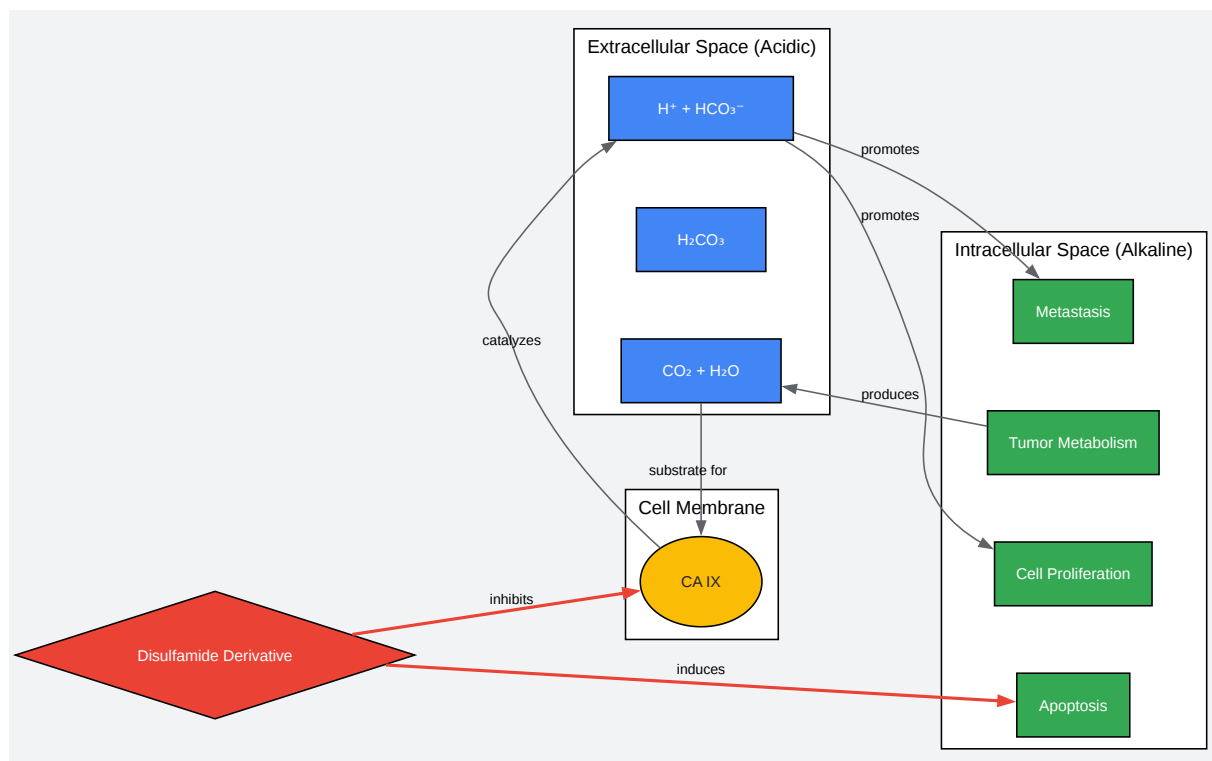 Extracellular Space (Acidic)
H⁺ + HCO₃⁻
promotes
promotes
H₂CO₃
Intracellular Space (Alkaline)
Metastasis
catalyzes
CO₂ + H₂O
produces
Tumor Metabolism
substrate for
Cell Membrane
CA IX
Cell Proliferation
inhibits
Disulfamide Derivative
induces
Apoptosis